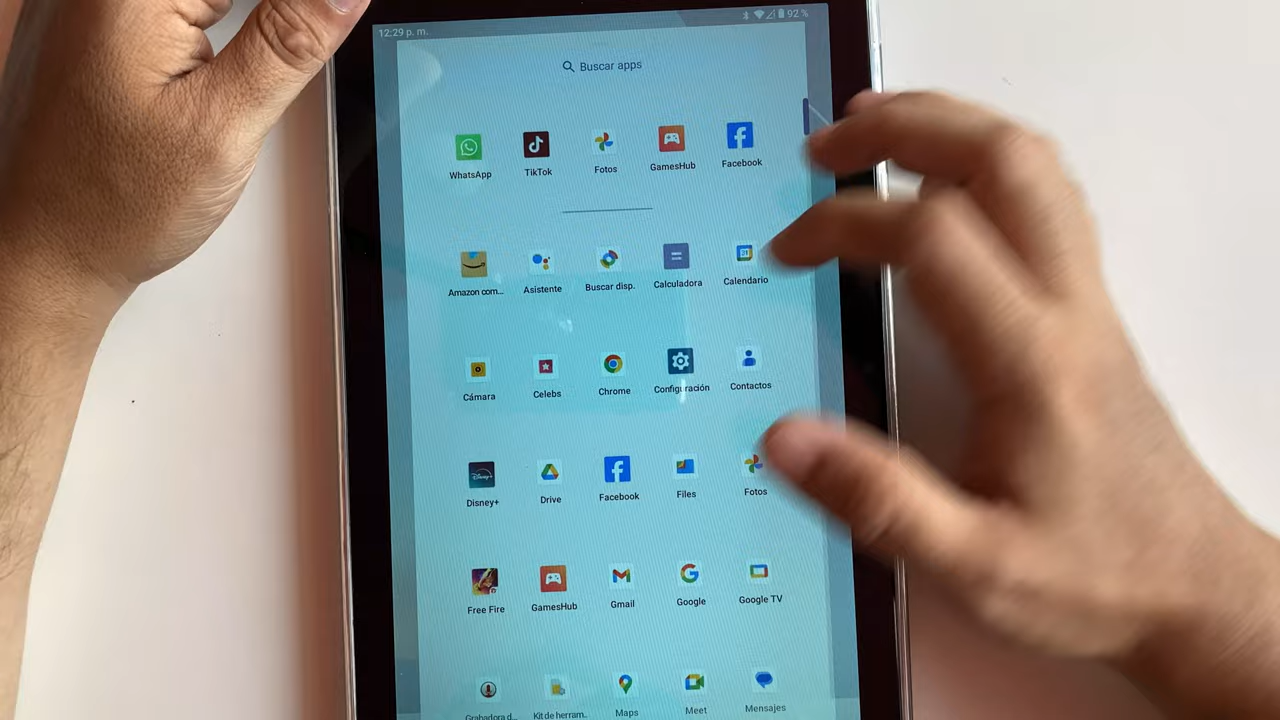 12:29 p. m. 92 %
Buscar apps
WhatsApp TikTok Fotos GamesHub Facebook
Amazon com... Asistente Buscar disp. Calculadora Calendario
Cámara Celebs Chrome Configuración Contactos
Disney+ Drive Facebook Files Fotos
Free Fire GamesHub Gmail Google Google TV
Grabadora d... Kit de herram.. Maps Meet Mensajes